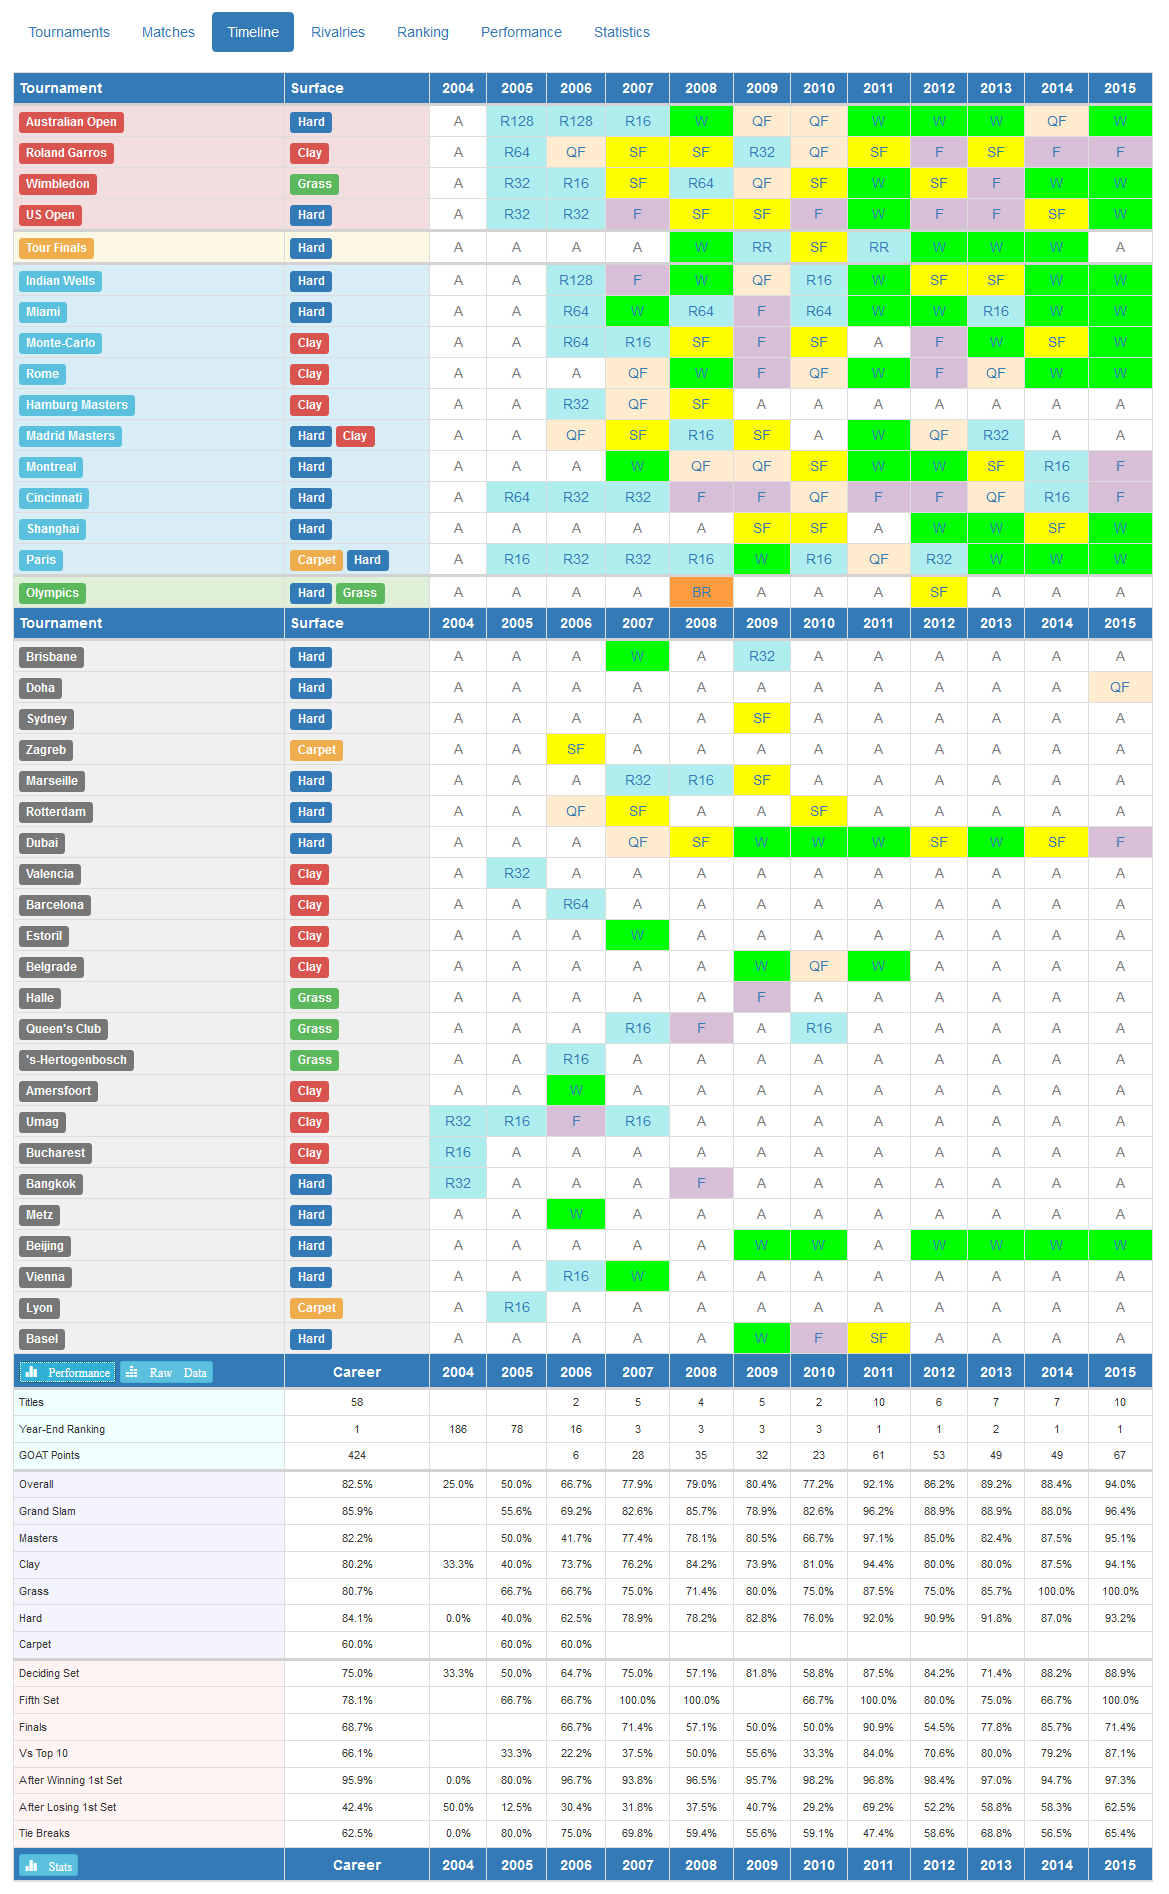 Tournaments Matches Timeline Rivalries Ranking Performance Statistics
Tournament Surface 2004 2005 2006 2007 2008 2009 2010 2011 2012 2013 2014 2015
Australian Open Hard A R128 R128 R16 W QF QF W W W QF W
Roland Garros Clay A R64 QF SF SF R32 QF SF F SF F F
Wimbledon Grass A R32 R16 SF R64 QF SF W SF F W W
US Open Hard A R32 R32 F SF SF F W F F SF W
Tour Finals Hard A A A A W RR SF RR W W W A
Indian Wells Hard A A R128 F W QF R16 W SF SF W W
Miami Hard A A R64 W R64 F R64 W W R16 W W
Monte-Carlo Clay A A R64 R16 SF F SF A F W SF W
Rome Clay A A A QF W F QF W F QF W W
Hamburg Masters Clay A A R32 QF SF A A A A A A A
Madrid Masters Hard Clay A A QF SF R16 SF A W QF R32 A A
Montreal Hard A A A W QF QF SF W W SF R16 F
Cincinnati Hard A R64 R32 R32 F F QF F F QF R16 F
Shanghai Hard A A A A A SF SF A W W SF W
Paris Carpet Hard A R16 R32 R32 R16 W R16 QF R32 W W W
Olympics Hard Grass A A A A BR A A A SF A A A
Tournament Surface 2004 2005 2006 2007 2008 2009 2010 2011 2012 2013 2014 2015
Brisbane Hard A A A W A R32 A A A A A A
Doha Hard A A A A A A A A A A A QF
Sydney Hard A A A A A SF A A A A A A
Zagreb Carpet A A SF A A A A A A A A A
Marseille Hard A A A R32 R16 SF A A A A A A
Rotterdam Hard A A QF SF A A SF A A A A A
Dubai Hard A A A QF SF W W W SF W SF F
Valencia Clay A R32 A A A A A A A A A A
Barcelona Clay A A R64 A A A A A A A A A
Estoril Clay A A A W A A A A A A A A
Belgrade Clay A A A A A W QF W A A A A
Halle Grass A A A A A F A A A A A A
Queen's Club Grass A A A R16 F A R16 A A A A A
's-Hertogenbosch Grass A A R16 A A A A A A A A A
Amersfoort Clay A A W A A A A A A A A A
Umag Clay R32 R16 F R16 A A A A A A A A
Bucharest Clay R16 A A A A A A A A A A A
Bangkok Hard R32 A A A F A A A A A A A
Metz Hard A A W A A A A A A A A A
Beijing Hard A A A A A W W A W W W W
Vienna Hard A A R16 W A A A A A A A A
Lyon Carpet A R16 A A A A A A A A A A
Basel Hard A A A A A W F SF A A A A
Performance Raw Data Career 2004 2005 2006 2007 2008 2009 2010 2011 2012 2013 2014 2015
Titles 58 2 5 4 5 2 10 6 7 7 10
Year-End Ranking 1 186 78 16 3 3 3 3 1 1 2 1 1
GOAT Points 424 6 28 35 32 23 61 53 49 49 67
Overall 82.5% 25.0% 50.0% 66.7% 77.9% 79.0% 80.4% 77.2% 92.1% 86.2% 89.2% 88.4% 94.0%
Grand Slam 85.9% 55.6% 69.2% 82.6% 85.7% 78.9% 82.6% 96.2% 88.9% 88.9% 88.0% 96.4%
Masters 82.2% 50.0% 41.7% 77.4% 78.1% 80.5% 66.7% 97.1% 85.0% 82.4% 87.5% 95.1%
Clay 80.2% 33.3% 40.0% 73.7% 76.2% 84.2% 73.9% 81.0% 94.4% 80.0% 80.0% 87.5% 94.1%
Grass 80.7% 66.7% 66.7% 75.0% 71.4% 80.0% 75.0% 87.5% 75.0% 85.7% 100.0% 100.0%
Hard 84.1% 0.0% 40.0% 62.5% 78.9% 78.2% 82.8% 76.0% 92.0% 90.9% 91.8% 87.0% 93.2%
Carpet 60.0% 60.0% 60.0%
Deciding Set 75.0% 33.3% 50.0% 64.7% 75.0% 57.1% 81.8% 58.8% 87.5% 84.2% 71.4% 88.2% 88.9%
Fifth Set 78.1% 66.7% 66.7% 100.0% 100.0% 66.7% 100.0% 80.0% 75.0% 66.7% 100.0%
Finals 68.7% 66.7% 71.4% 57.1% 50.0% 50.0% 90.9% 54.5% 77.8% 85.7% 71.4%
Vs Top 10 66.1% 33.3% 22.2% 37.5% 50.0% 55.6% 33.3% 84.0% 70.6% 80.0% 79.2% 87.1%
After Winning 1st Set 95.9% 0.0% 80.0% 96.7% 93.8% 96.5% 95.7% 98.2% 96.8% 98.4% 97.0% 94.7% 97.3%
After Losing 1st Set 42.4% 50.0% 12.5% 30.4% 31.8% 37.5% 40.7% 29.2% 69.2% 52.2% 58.8% 58.3% 62.5%
Tie Breaks 62.5% 0.0% 80.0% 75.0% 69.8% 59.4% 55.6% 59.1% 47.4% 58.6% 68.8% 56.5% 65.4%
Stats Career 2004 2005 2006 2007 2008 2009 2010 2011 2012 2013 2014 2015